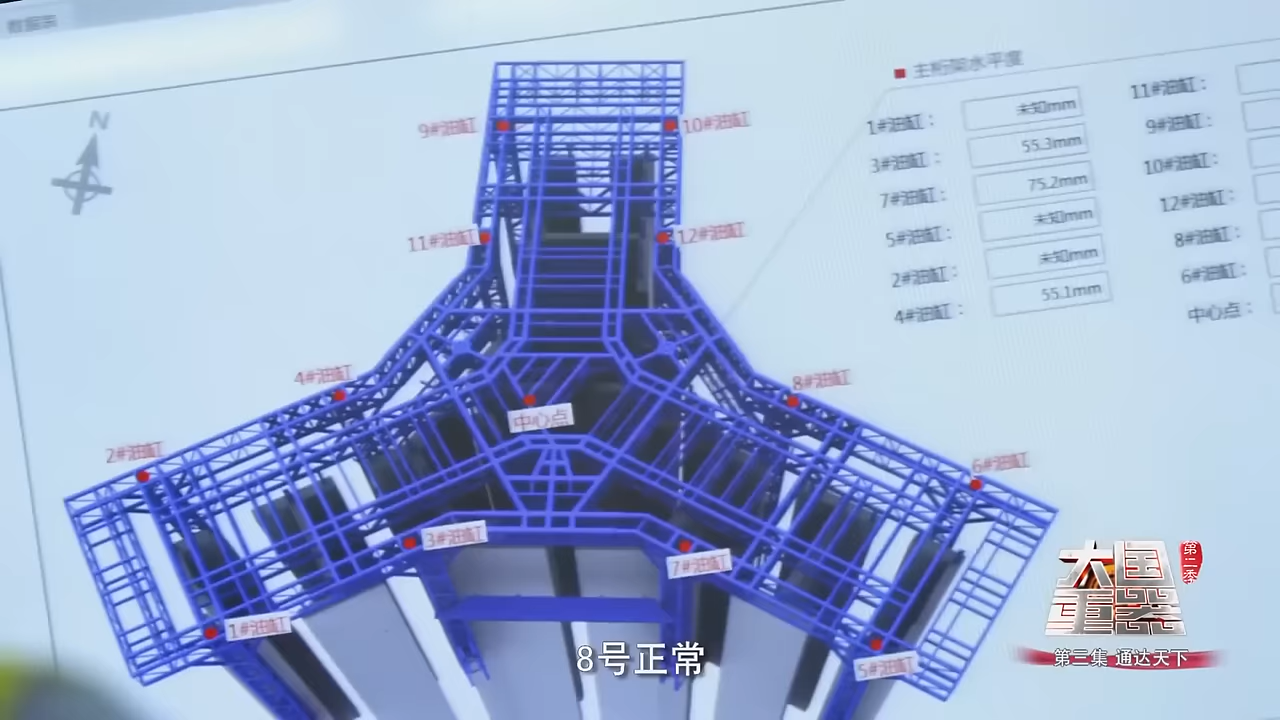 数据
N
主桁架水平度
1#油缸：
未知mm
3#油缸：
55.3mm
7#油缸：
75.2mm
5#油缸：
未知mm
2#油缸：
未知mm
4#油缸：
55.1mm
11#油缸：
9#油缸：
10#油缸：
12#油缸：
8#油缸：
6#油缸：
中心点：
9#油缸
10#油缸
11#油缸
12#油缸
4#油缸
8#油缸
中心点
2#油缸
6#油缸
3#油缸
7#油缸
1#油缸
5#油缸
8号正常
大国重器
第二季
第三集 通达天下